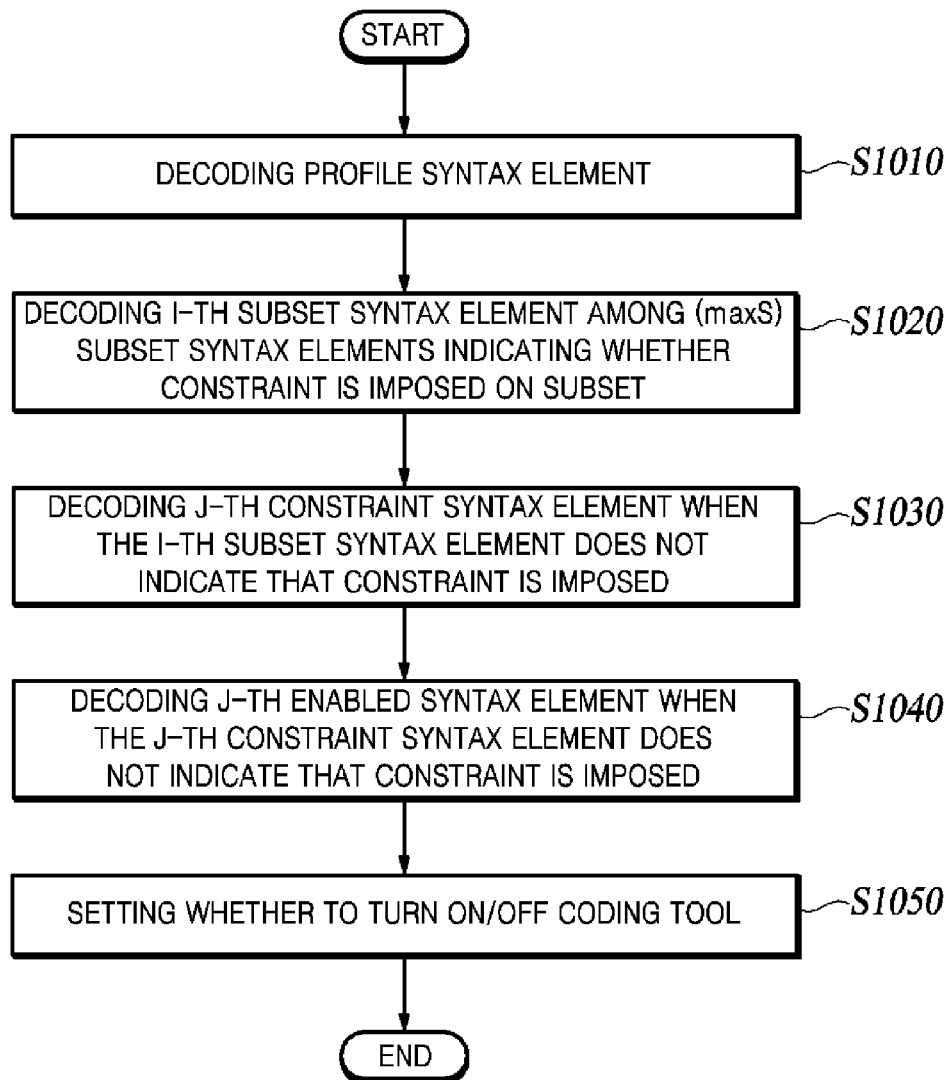 START
DECODING PROFILE SYNTAX ELEMENT
S1010
DECODING I-TH SUBSET SYNTAX ELEMENT AMONG (maxS)
SUBSET SYNTAX ELEMENTS INDICATING WHETHER
CONSTRAINT IS IMPOSED ON SUBSET
S1020
DECODING J-TH CONSTRAINT SYNTAX ELEMENT WHEN
THE I-TH SUBSET SYNTAX ELEMENT DOES NOT
INDICATE THAT CONSTRAINT IS IMPOSED
S1030
DECODING J-TH ENABLED SYNTAX ELEMENT WHEN
THE J-TH CONSTRAINT SYNTAX ELEMENT DOES
NOT INDICATE THAT CONSTRAINT IS IMPOSED
S1040
SETTING WHETHER TO TURN ON/OFF CODING TOOL
S1050
END